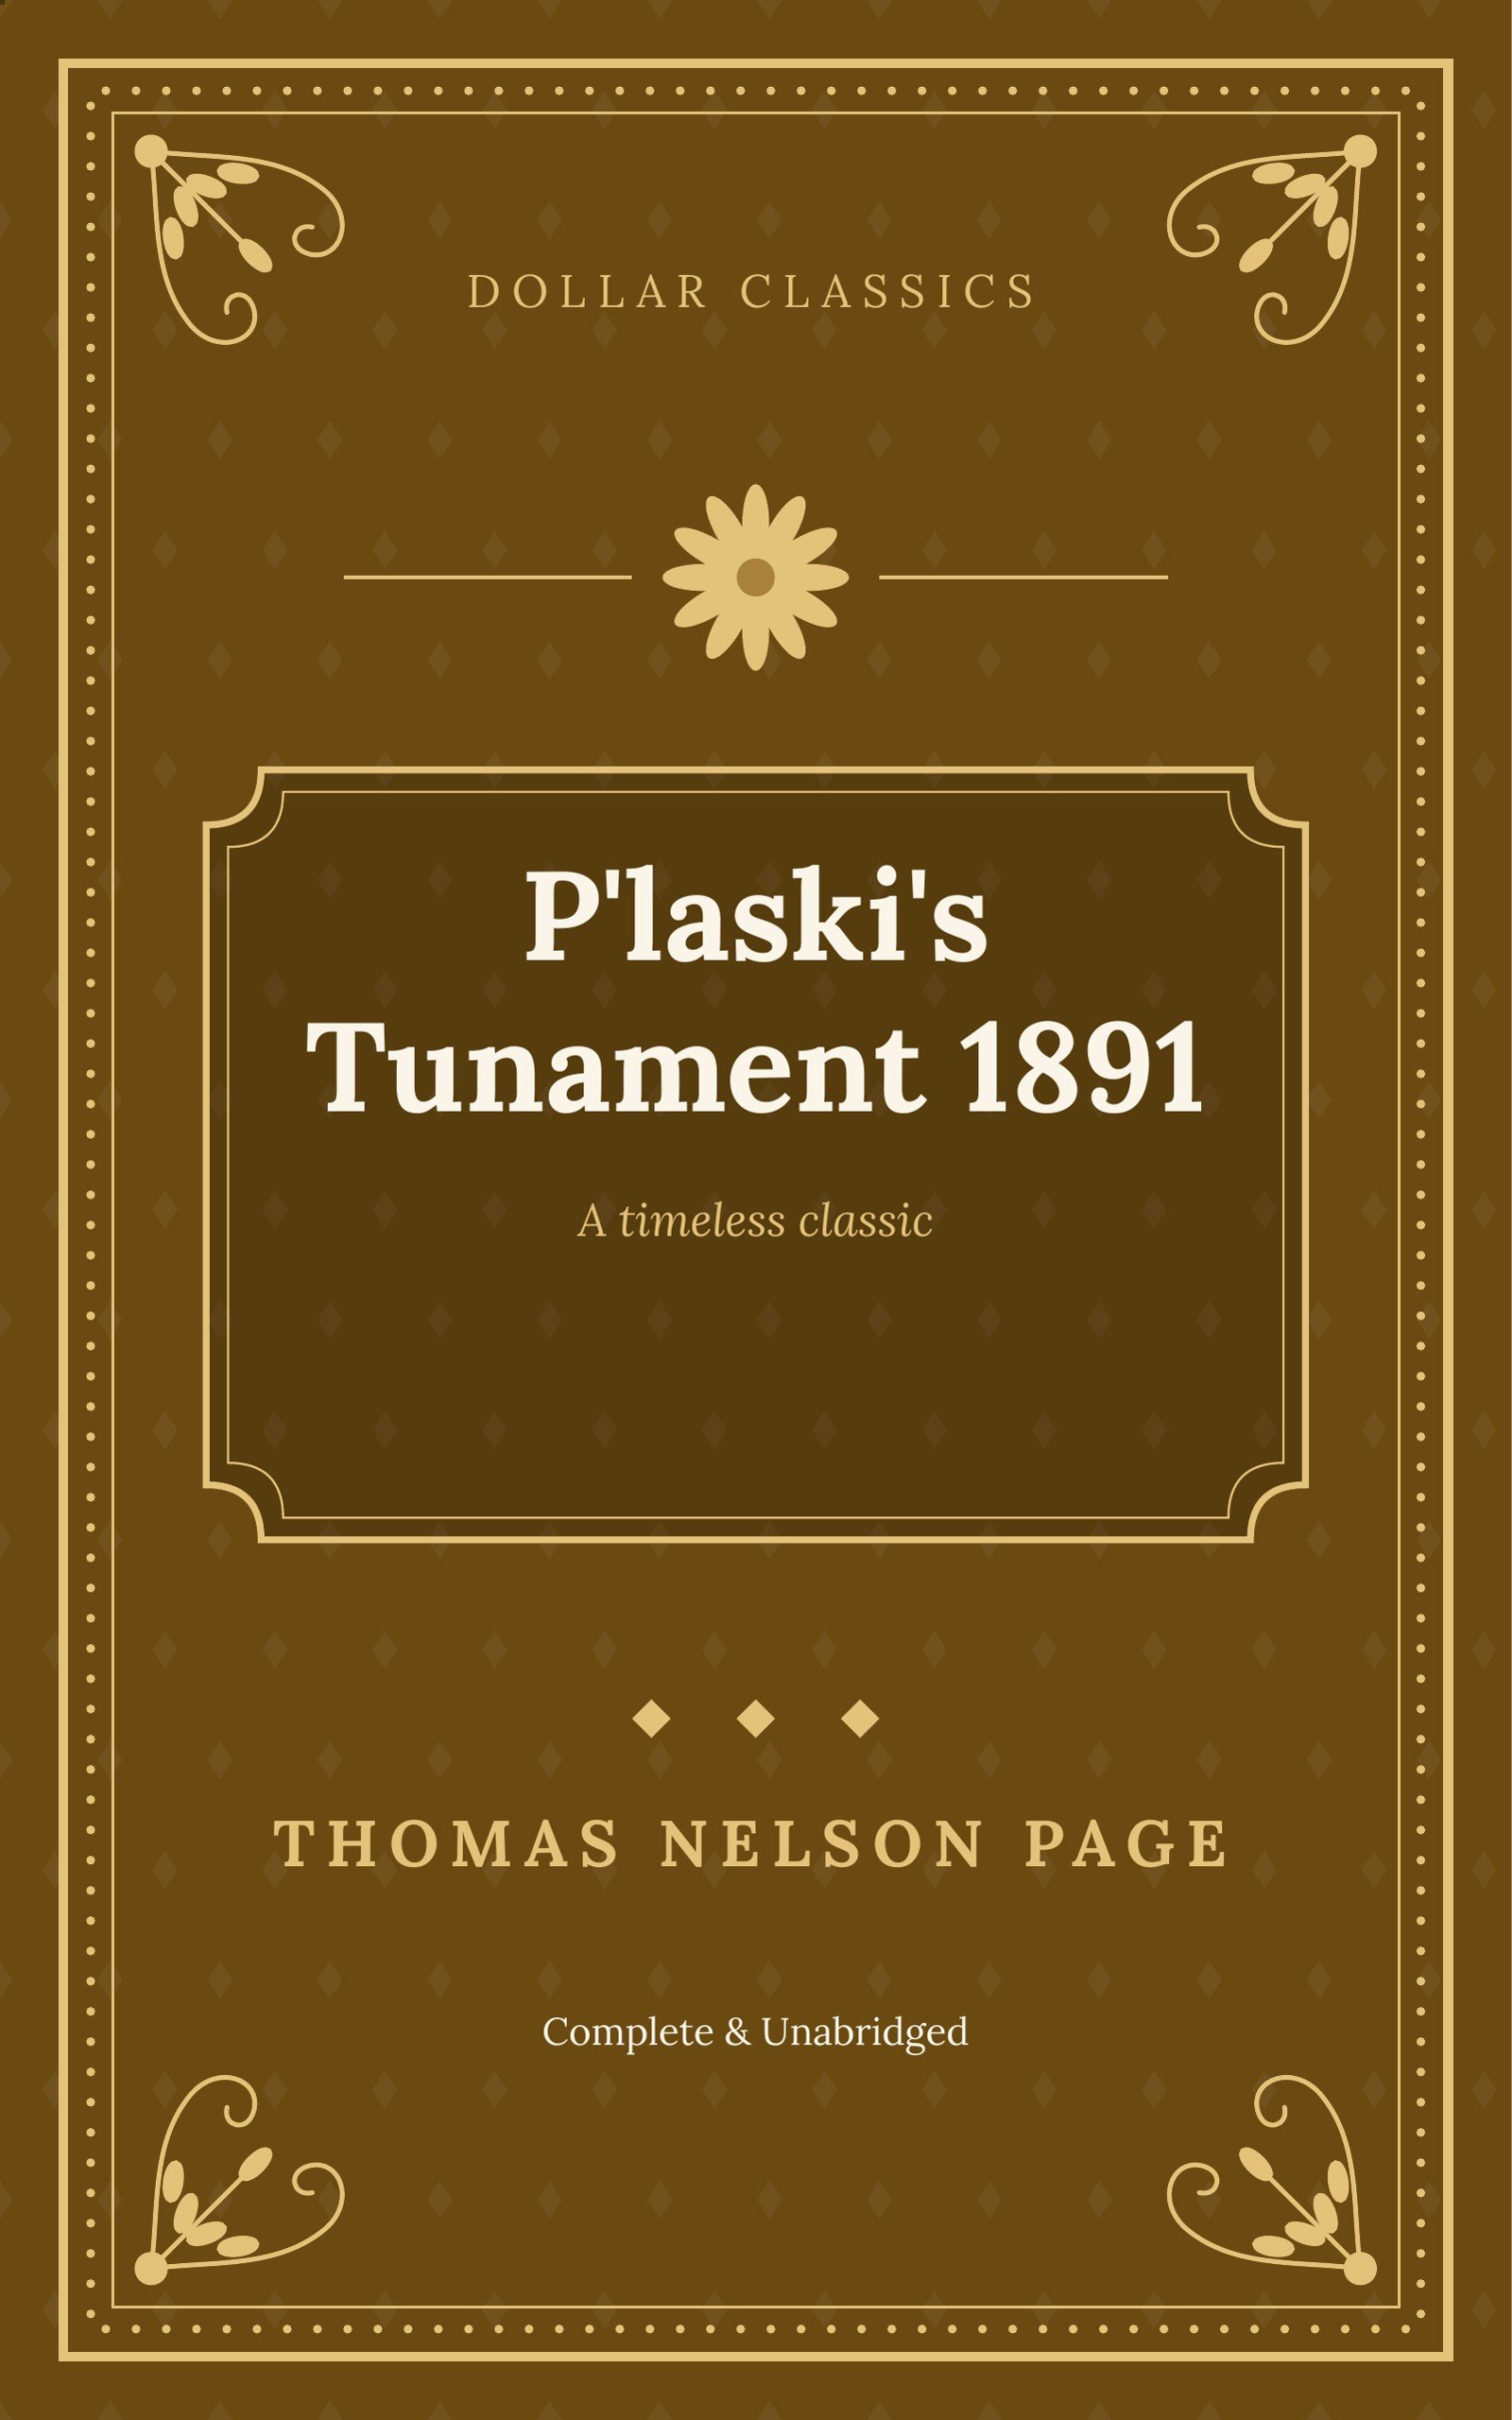 DOLLAR CLASSICS
P'laski's
Tunament 1891
A timeless classic
THOMAS NELSON PAGE
Complete & Unabridged